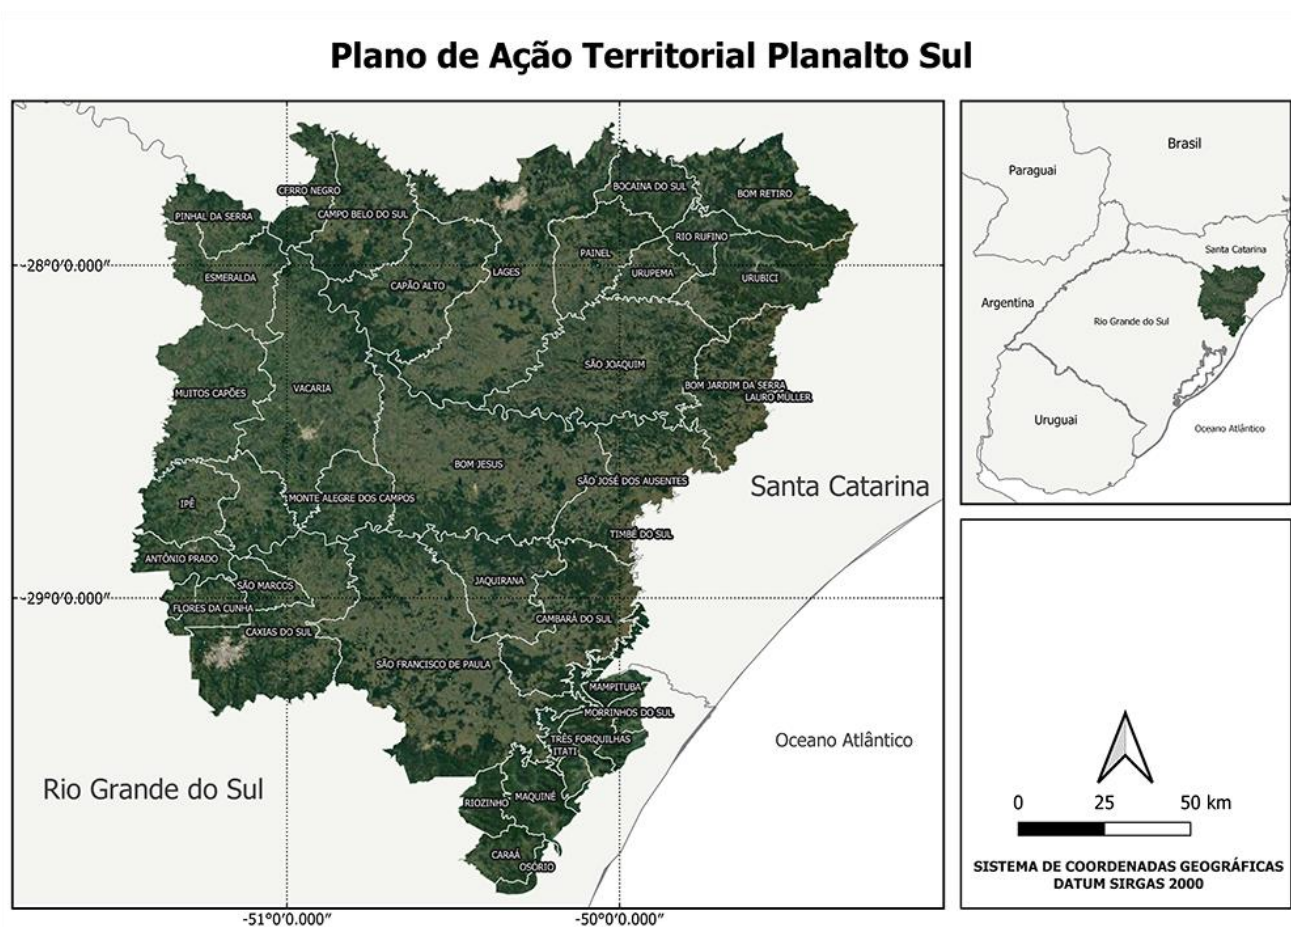 Plano de Ação Territorial Planalto Sul
CERRO NEGRO
BOCAINA DO SUL
BOM RETIRO
PINHAL DA SERRA
CAMPO BELO DO SUL
RIO RUFINO
PAINEL
-28°0'0.000"
ESMERALDA
LAGES
URUPEMA
URUBICI
CAPÃO ALTO
SÃO JOAQUIM
MUITOS CAPÕES
VACARIA
BOM JARDIM DA SERRA
LAURO MÜLLER
BOM JESUS
SÃO JOSÉ DOS AUSENTES
Santa Catarina
IPÊ
MONTE ALEGRE DOS CAMPOS
TIMBÉ DO SUL
ANTÔNIO PRADO
SÃO MARCOS
JAQUIRANA
-29°0'0.000"
FLORES DA CUNHA
CAMBARÁ DO SUL
CAXIAS DO SUL
SÃO FRANCISCO DE PAULA
MAMPITUBA
MORRINHOS DO SUL
TRÊS FORQUILHAS
ITATI
Oceano Atlântico
Rio Grande do Sul
RIOZINHO
MAQUINÉ
CARAÁ
OSÓRIO
-51°0'0.000"
-50°0'0.000"
Brasil
Paraguai
Santa Catarina
Argentina
Rio Grande do Sul
Uruguai
Oceano Atlântico
0 25 50 km
SISTEMA DE COORDENADAS GEOGRÁFICAS
DATUM SIRGAS 2000